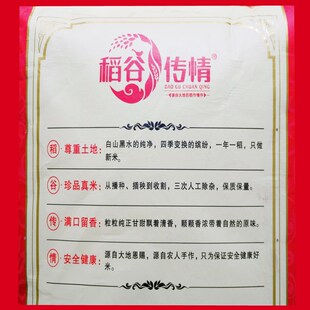 稻谷传情
DAO GU CHUAN QING
稻 尊重土地: 白山黑水的纯净,四季变换的缤纷,一年一稻,只做
新米。
谷 珍品真米: 从播种、插秧到收割,三次人工除杂,保质保量。
传 满口留香: 粒粒纯正甘甜飘着清香,颗颗香浓带着自然的原味。
情 安全健康: 源自大地恩赐,源自农人手作,只为保证安全健康好
米。